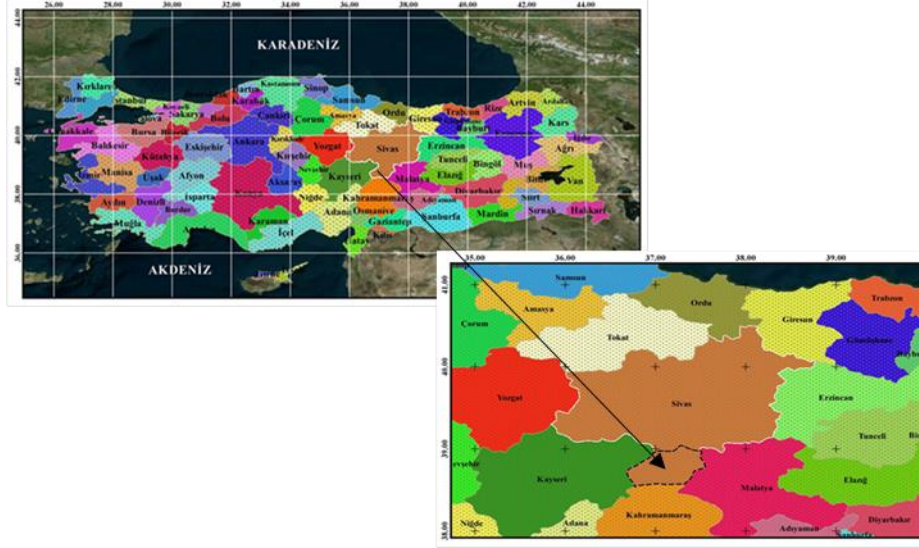 26,00 28,00 30,00 32,00 34,00 36,00 38,00 40,00 42,00 44,00
44,00
KARADENİZ
42,00
Kırkları
Edirne
İstanbul
Bartın
Kastamonu
Sinop
Samsun
Karabük
Kocaeli
Sakarya
Bolu
Çankırı
Çorum
Amasya
Ordu
Giresun
Trabzon
Rize
Artvin
Ardahan
Tokat
Bayburt
Kars
40,00
Çanakkale
Bursa
Balıkesir
Kütahya
Eskişehir
Ankara
Kırıkkale
Yozgat
Sivas
Erzincan
Ağrı
Kırşehir
Tunceli
Bingöl
Muş
Manisa
Uşak
Afyon
Nevşehir
Kayseri
Malatya
Elazığ
Van
İzmir
Aksaray
Diyarbakır
38,00
Aydın
Denizli
Isparta
Konya
Niğde
Kahramanmaraş
Adıyaman
Siirt
Burdur
Adana
Osmaniye
Şanlıurfa
Mardin
Şırnak
Hakkari
Muğla
Karaman
Gaziantep
İçel
Hatay
Kilis
36,00
AKDENİZ
35,00 36,00 37,00 38,00 39,00
41,00
Samsun
Amasya
Ordu
Giresun
Trabzon
Çorum
Tokat
Gümüşhane
40,00
Yozgat
Sivas
Erzincan
Tunceli
39,00
Kayseri
Malatya
Elazığ
Kahramanmaraş
Niğde
Adana
Adıyaman
Diyarbakır
38,00